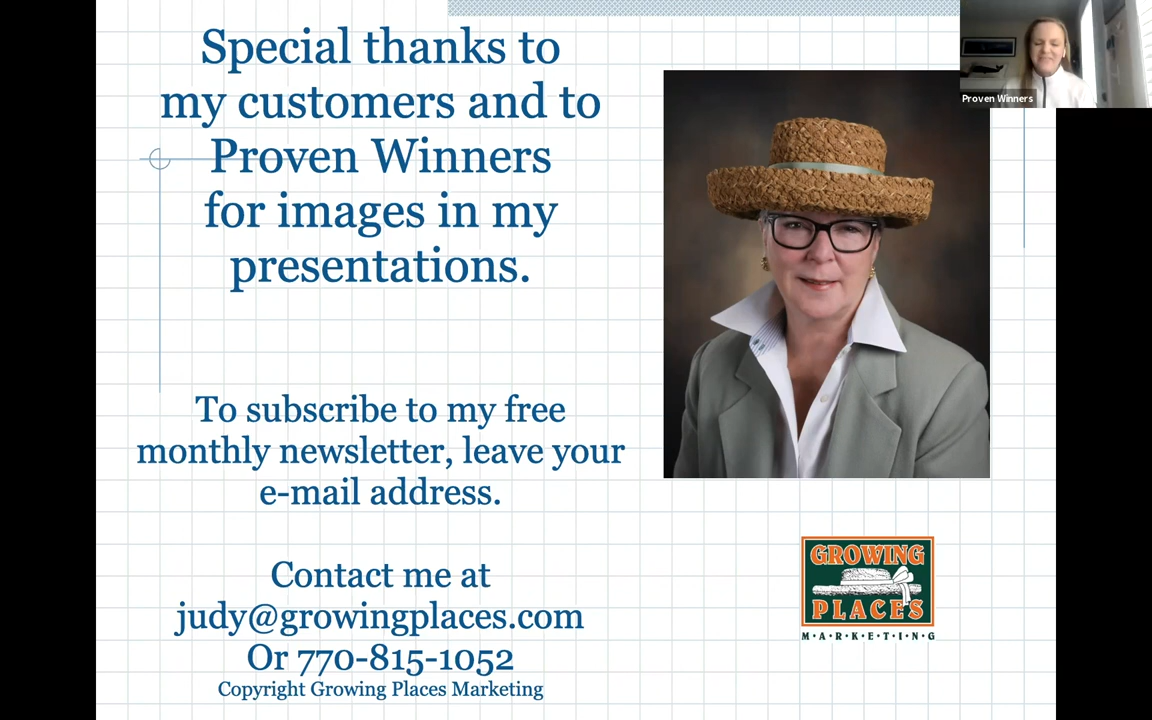 Special thanks to
my customers and to
Proven Winners
for images in my
presentations.
To subscribe to my free
monthly newsletter, leave your
e-mail address.
Contact me at
judy@growingplaces.com
Or 770-815-1052
Copyright Growing Places Marketing
Proven Winners
GROWING
PLACES
M·A·R·K·E·T·I·N·G